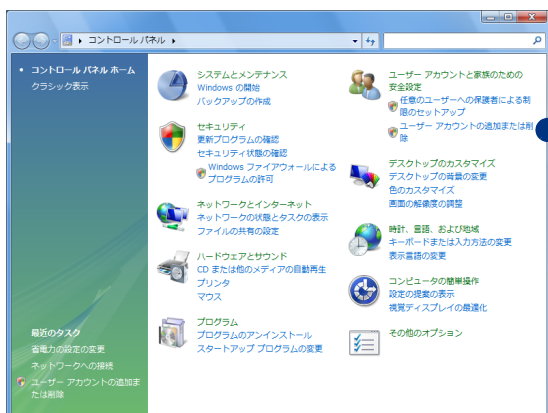 コントロール パネル
コントロール パネル ホーム
クラシック表示
システムとメンテナンス
Windows の開始
バックアップの作成
セキュリティ
更新プログラムの確認
セキュリティ状態の確認
Windows ファイアウォールによる
プログラムの許可
ネットワークとインターネット
ネットワークの状態とタスクの表示
ファイルの共有の設定
ハードウェアとサウンド
CD または他のメディアの自動再生
プリンタ
マウス
プログラム
プログラムのアンインストール
スタートアップ プログラムの変更
ユーザー アカウントと家族のための
安全設定
任意のユーザーへの保護者による制
限のセットアップ
ユーザー アカウントの追加または削
除
デスクトップのカスタマイズ
デスクトップの背景の変更
色のカスタマイズ
画面の解像度の調整
時計、言語、および地域
キーボードまたは入力方法の変更
表示言語の変更
コンピュータの簡単操作
設定の提案の表示
視覚ディスプレイの最適化
その他のオプション
最近のタスク
省電力の設定の変更
ネットワークへの接続
ユーザー アカウントの追加ま
たは削除